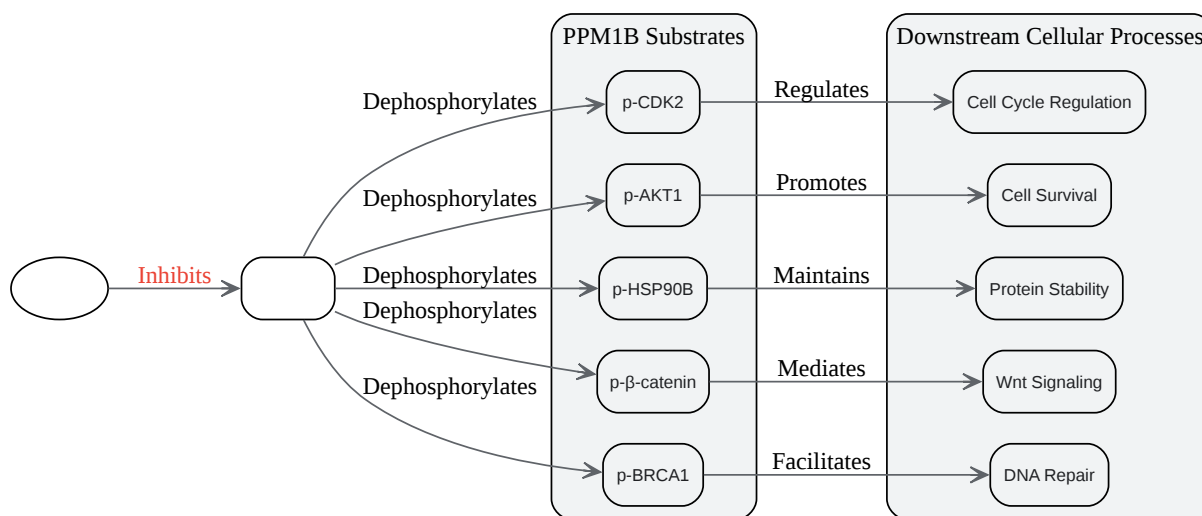 PPM1B Substrates
Downstream Cellular Processes
Dephosphorylates
p-CDK2
Regulates
Cell Cycle Regulation
Dephosphorylates
p-AKT1
Promotes
Cell Survival
Inhibits
Dephosphorylates
p-HSP90B
Maintains
Protein Stability
Dephosphorylates
p-β-catenin
Mediates
Wnt Signaling
Dephosphorylates
p-BRCA1
Facilitates
DNA Repair